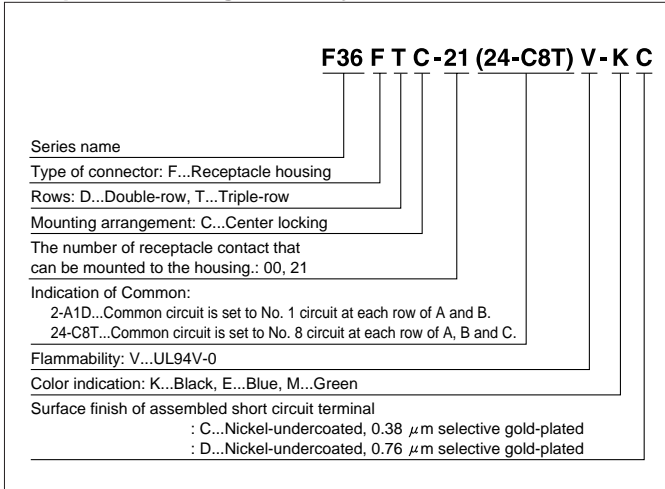 F36 F T C-21 (24-C8T) V-K C
Series name
Type of connector: F...Receptacle housing
Rows: D...Double-row, T...Triple-row
Mounting arrangement: C...Center locking
The number of receptacle contact that
can be mounted to the housing.: 00, 21
Indication of Common:
2-A1D...Common circuit is set to No. 1 circuit at each row of A and B.
24-C8T...Common circuit is set to No. 8 circuit at each row of A, B and C.
Flammability: V...UL94V-0
Color indication: K...Black, E...Blue, M...Green
Surface finish of assembled short circuit terminal
: C...Nickel-undercoated, 0.38 μm selective gold-plated
: D...Nickel-undercoated, 0.76 μm selective gold-plated